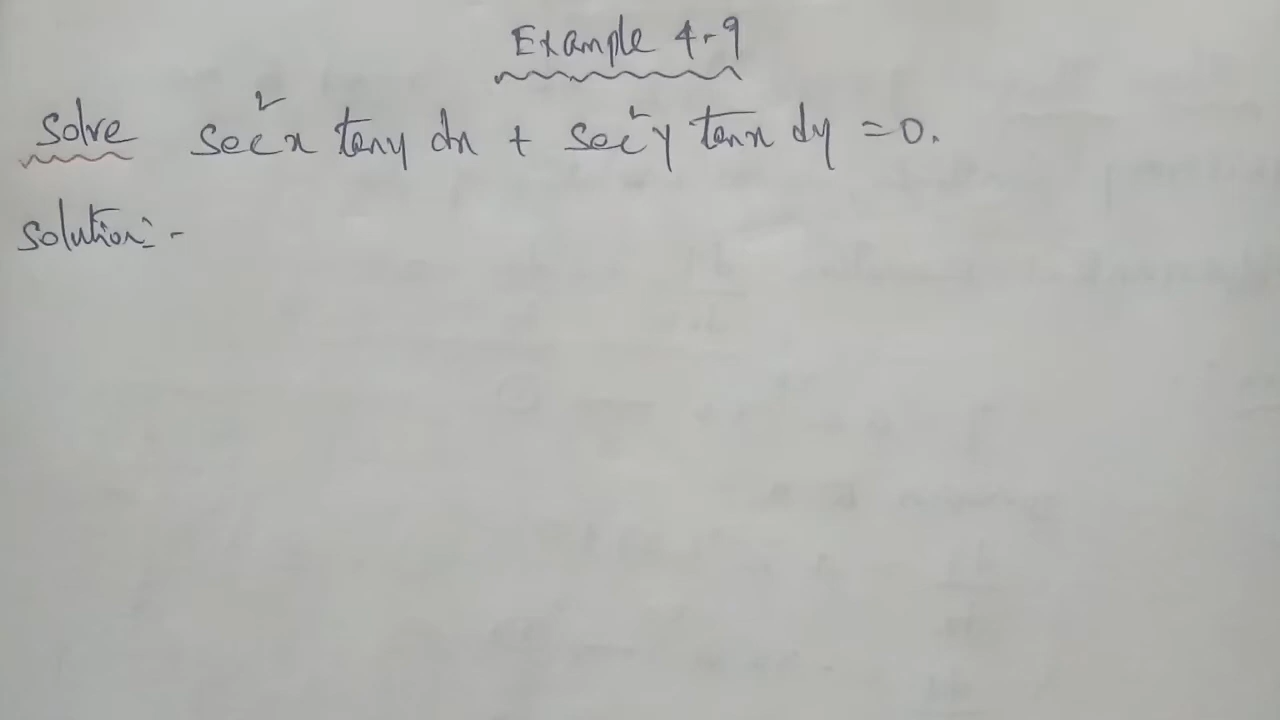 Example 4.9
Solve sec²x tany dx + sec²y tanx dy = 0.
Solution:-